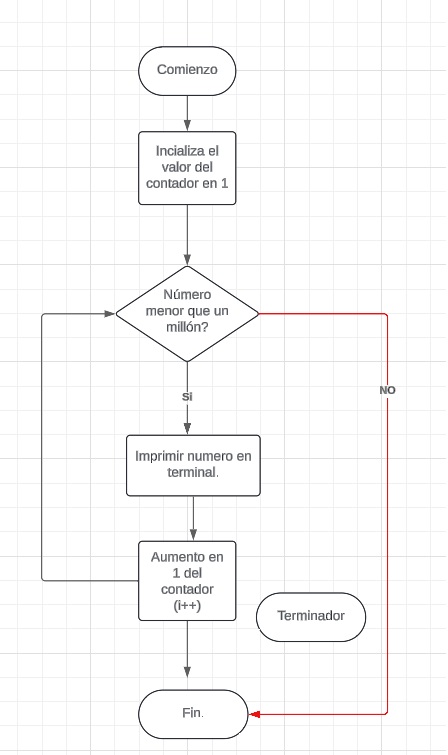 Comienzo
Incializa el
valor del
contador en 1
Número
menor que un
millón?
Si
NO
Imprimir numero en
terminal.
Aumento en
1 del
contador
(i++)
Terminador
Fin.